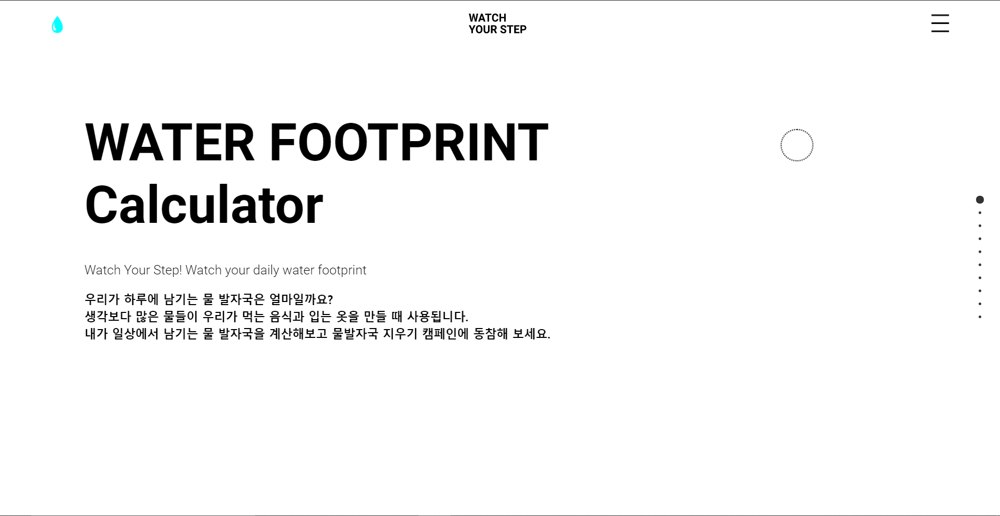 WATCH
YOUR STEP
WATER FOOTPRINT
Calculator
Watch Your Step! Watch your daily water footprint
우리가 하루에 남기는 물 발자국은 얼마일까요?
생각보다 많은 물들이 우리가 먹는 음식과 입는 옷을 만들 때 사용됩니다.
내가 일상에서 남기는 물 발자국을 계산해보고 물발자국 지우기 캠페인에 동참해 보세요.